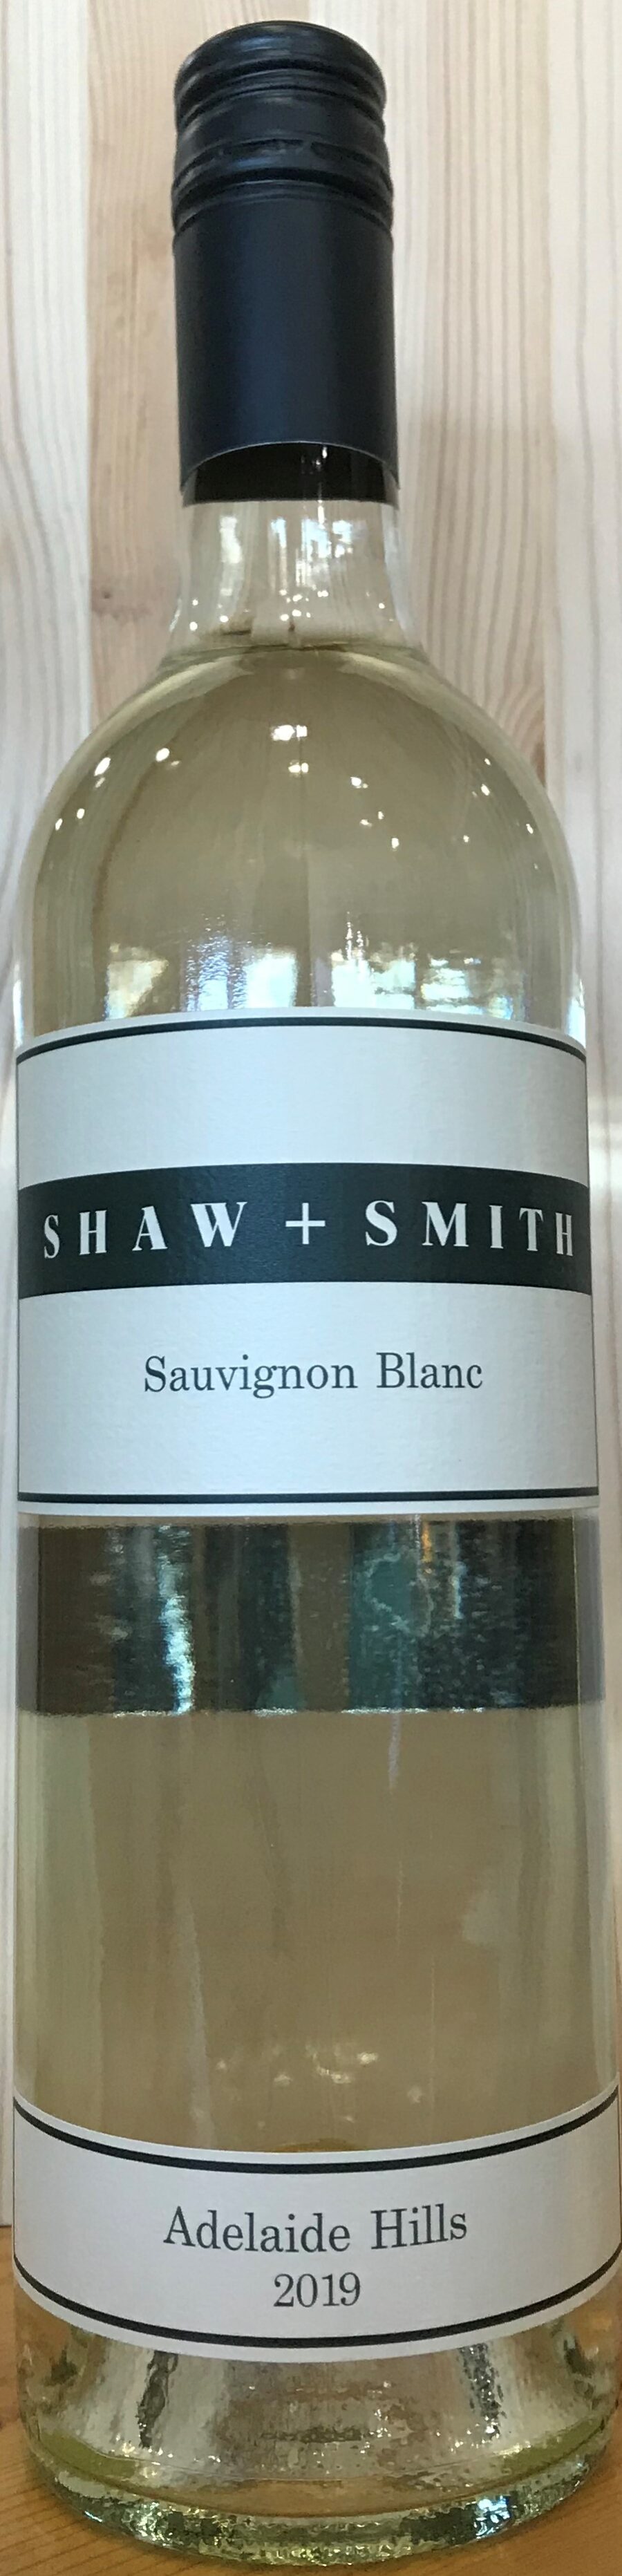 SHAW + SMITH
Sauvignon Blanc
Adelaide Hills
2019